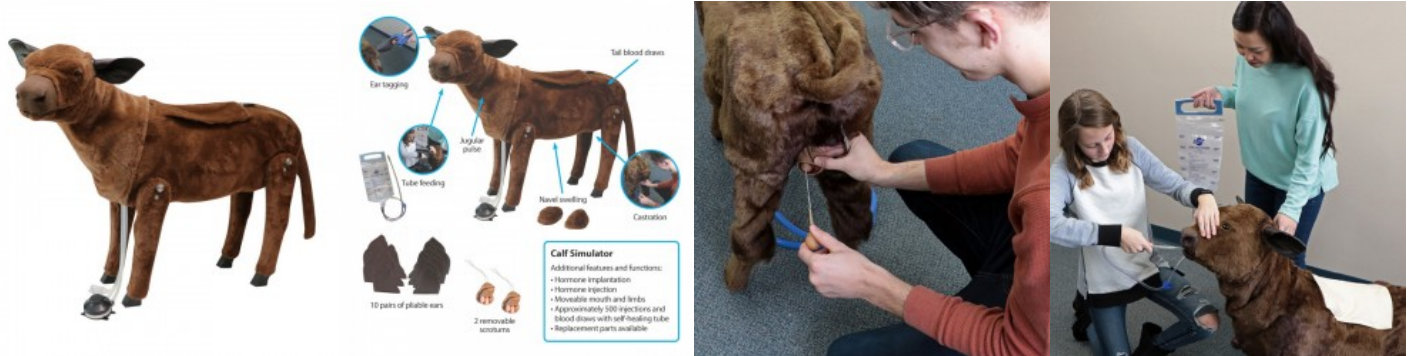 Tail blood draws
Ear tagging
Jugular
pulse
Tube feeding
Navel swelling
Castration
10 pairs of pliable ears
2 removable
scrotums
Calf Simulator
Additional features and functions:
• Hormone implantation
• Hormone injection
• Moveable mouth and limbs
• Approximately 500 injections and
blood draws with self-healing tube
• Replacement parts available